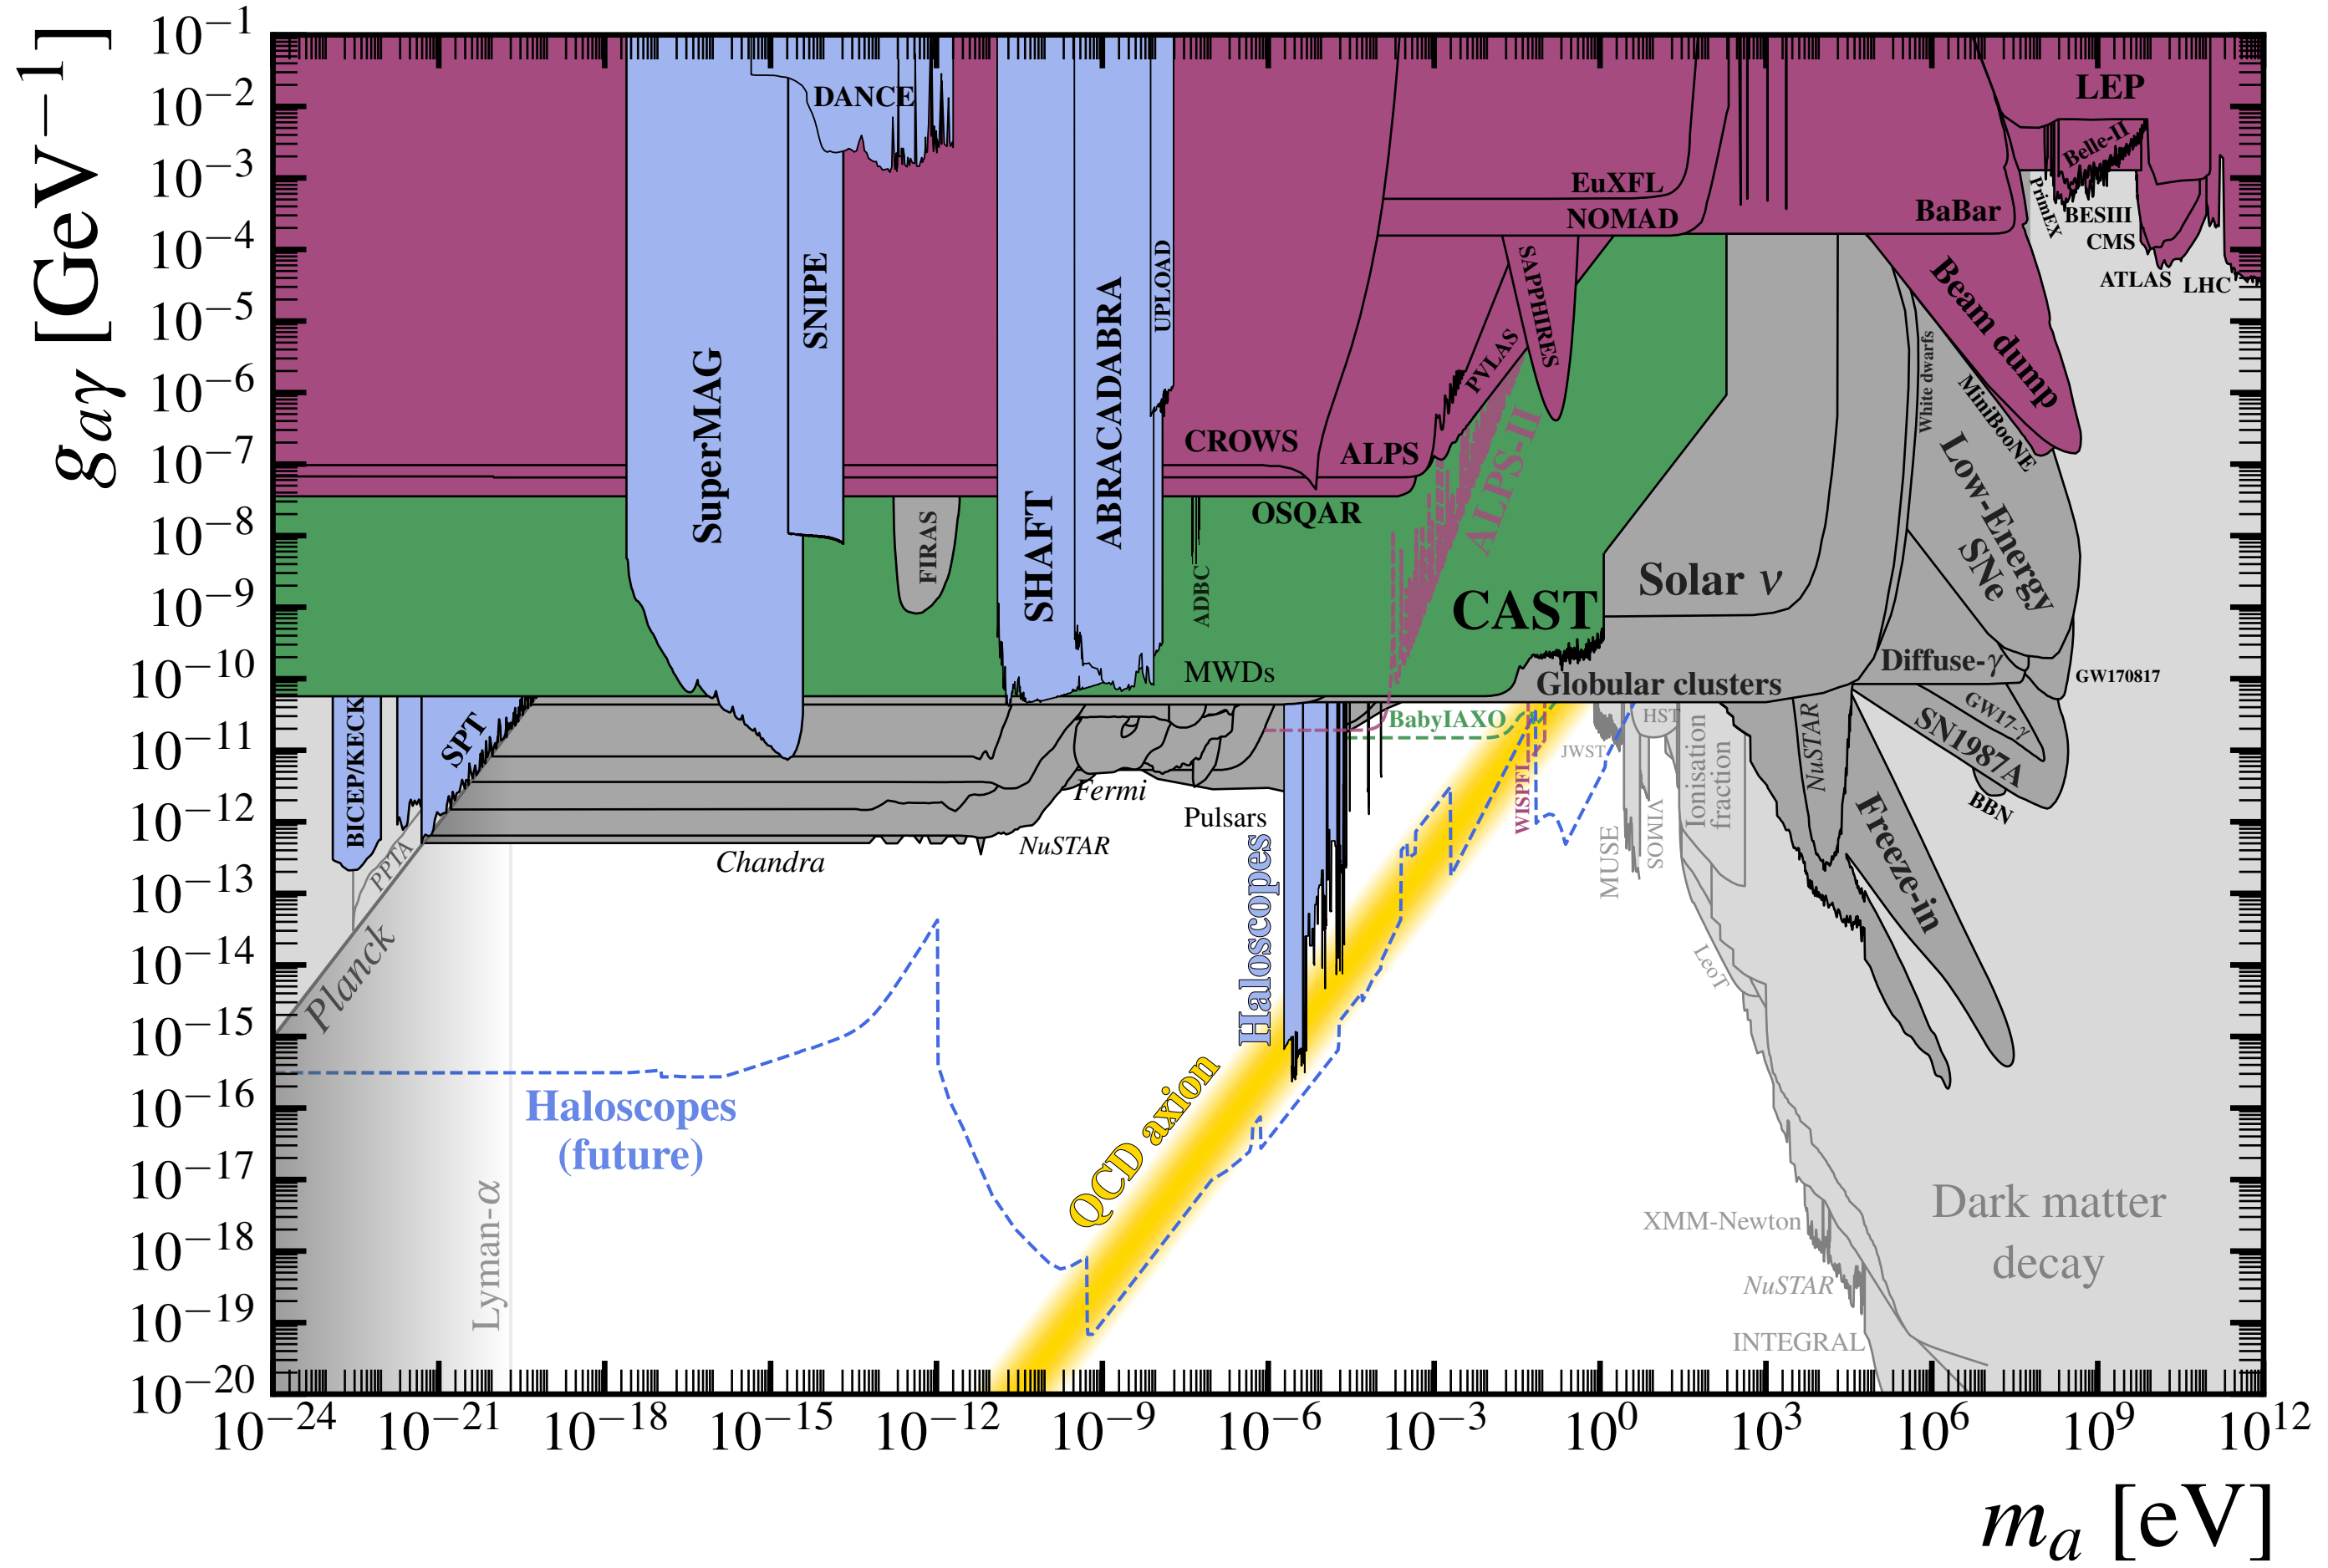 g_{aγ} [GeV^{−1}]
10^{−1}
10^{−2}
10^{−3}
10^{−4}
10^{−5}
10^{−6}
10^{−7}
10^{−8}
10^{−9}
10^{−10}
10^{−11}
10^{−12}
10^{−13}
10^{−14}
10^{−15}
10^{−16}
10^{−17}
10^{−18}
10^{−19}
10^{−20}
DANCE
LEP
Belle-II
EuXFL
NOMAD
BaBar
PrimEX
BESIII
CMS
ATLAS
LHC
SuperMAG
SNIPE
SHAFT
ABRACADABRA
UPLOAD
SAPPHIRES
PVLAS
Beam dump
White dwarfs
MiniBooNE
CROWS
ALPS
ALPS-II
OSQAR
FIRAS
ADBC
CAST
Solar ν
Low-Energy
SNe
MWDs
Globular clusters
Diffuse-γ
GW170817
GW17-γ
SN1987A
BBN
BICEP/KECK
SPT
PPTA
Planck
Lyman-α
Chandra
NuSTAR
Fermi
Pulsars
BabyIAXO
WISPFI
JWST
HST
MUSE
VIMOS
Ionisation
fraction
NuSTAR
Freeze-in
LeoT
Haloscopes
QCD axion
Haloscopes
(future)
XMM-Newton
NuSTAR
INTEGRAL
Dark matter
decay
10^{−24}
10^{−21}
10^{−18}
10^{−15}
10^{−12}
10^{−9}
10^{−6}
10^{−3}
10^{0}
10^{3}
10^{6}
10^{9}
10^{12}
m_a [eV]